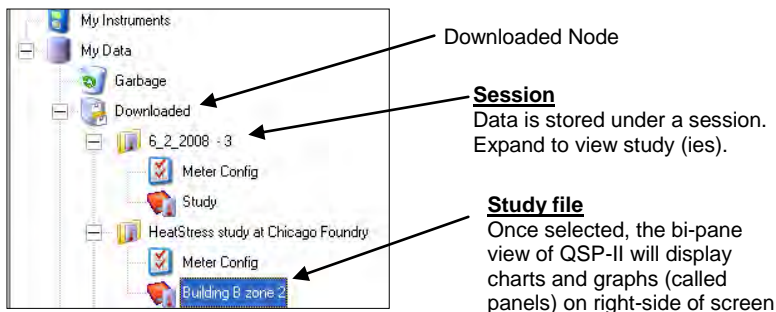 My Instruments
My Data
Garbage
Downloaded
6_2_2008 - 3
Meter Config
Study
HeatStress study at Chicago Foundry
Meter Config
Building B zone 2
Downloaded Node
Session
Data is stored under a session.
Expand to view study (ies).
Study file
Once selected, the bi-pane
view of QSP-II will display
charts and graphs (called
panels) on right-side of screen